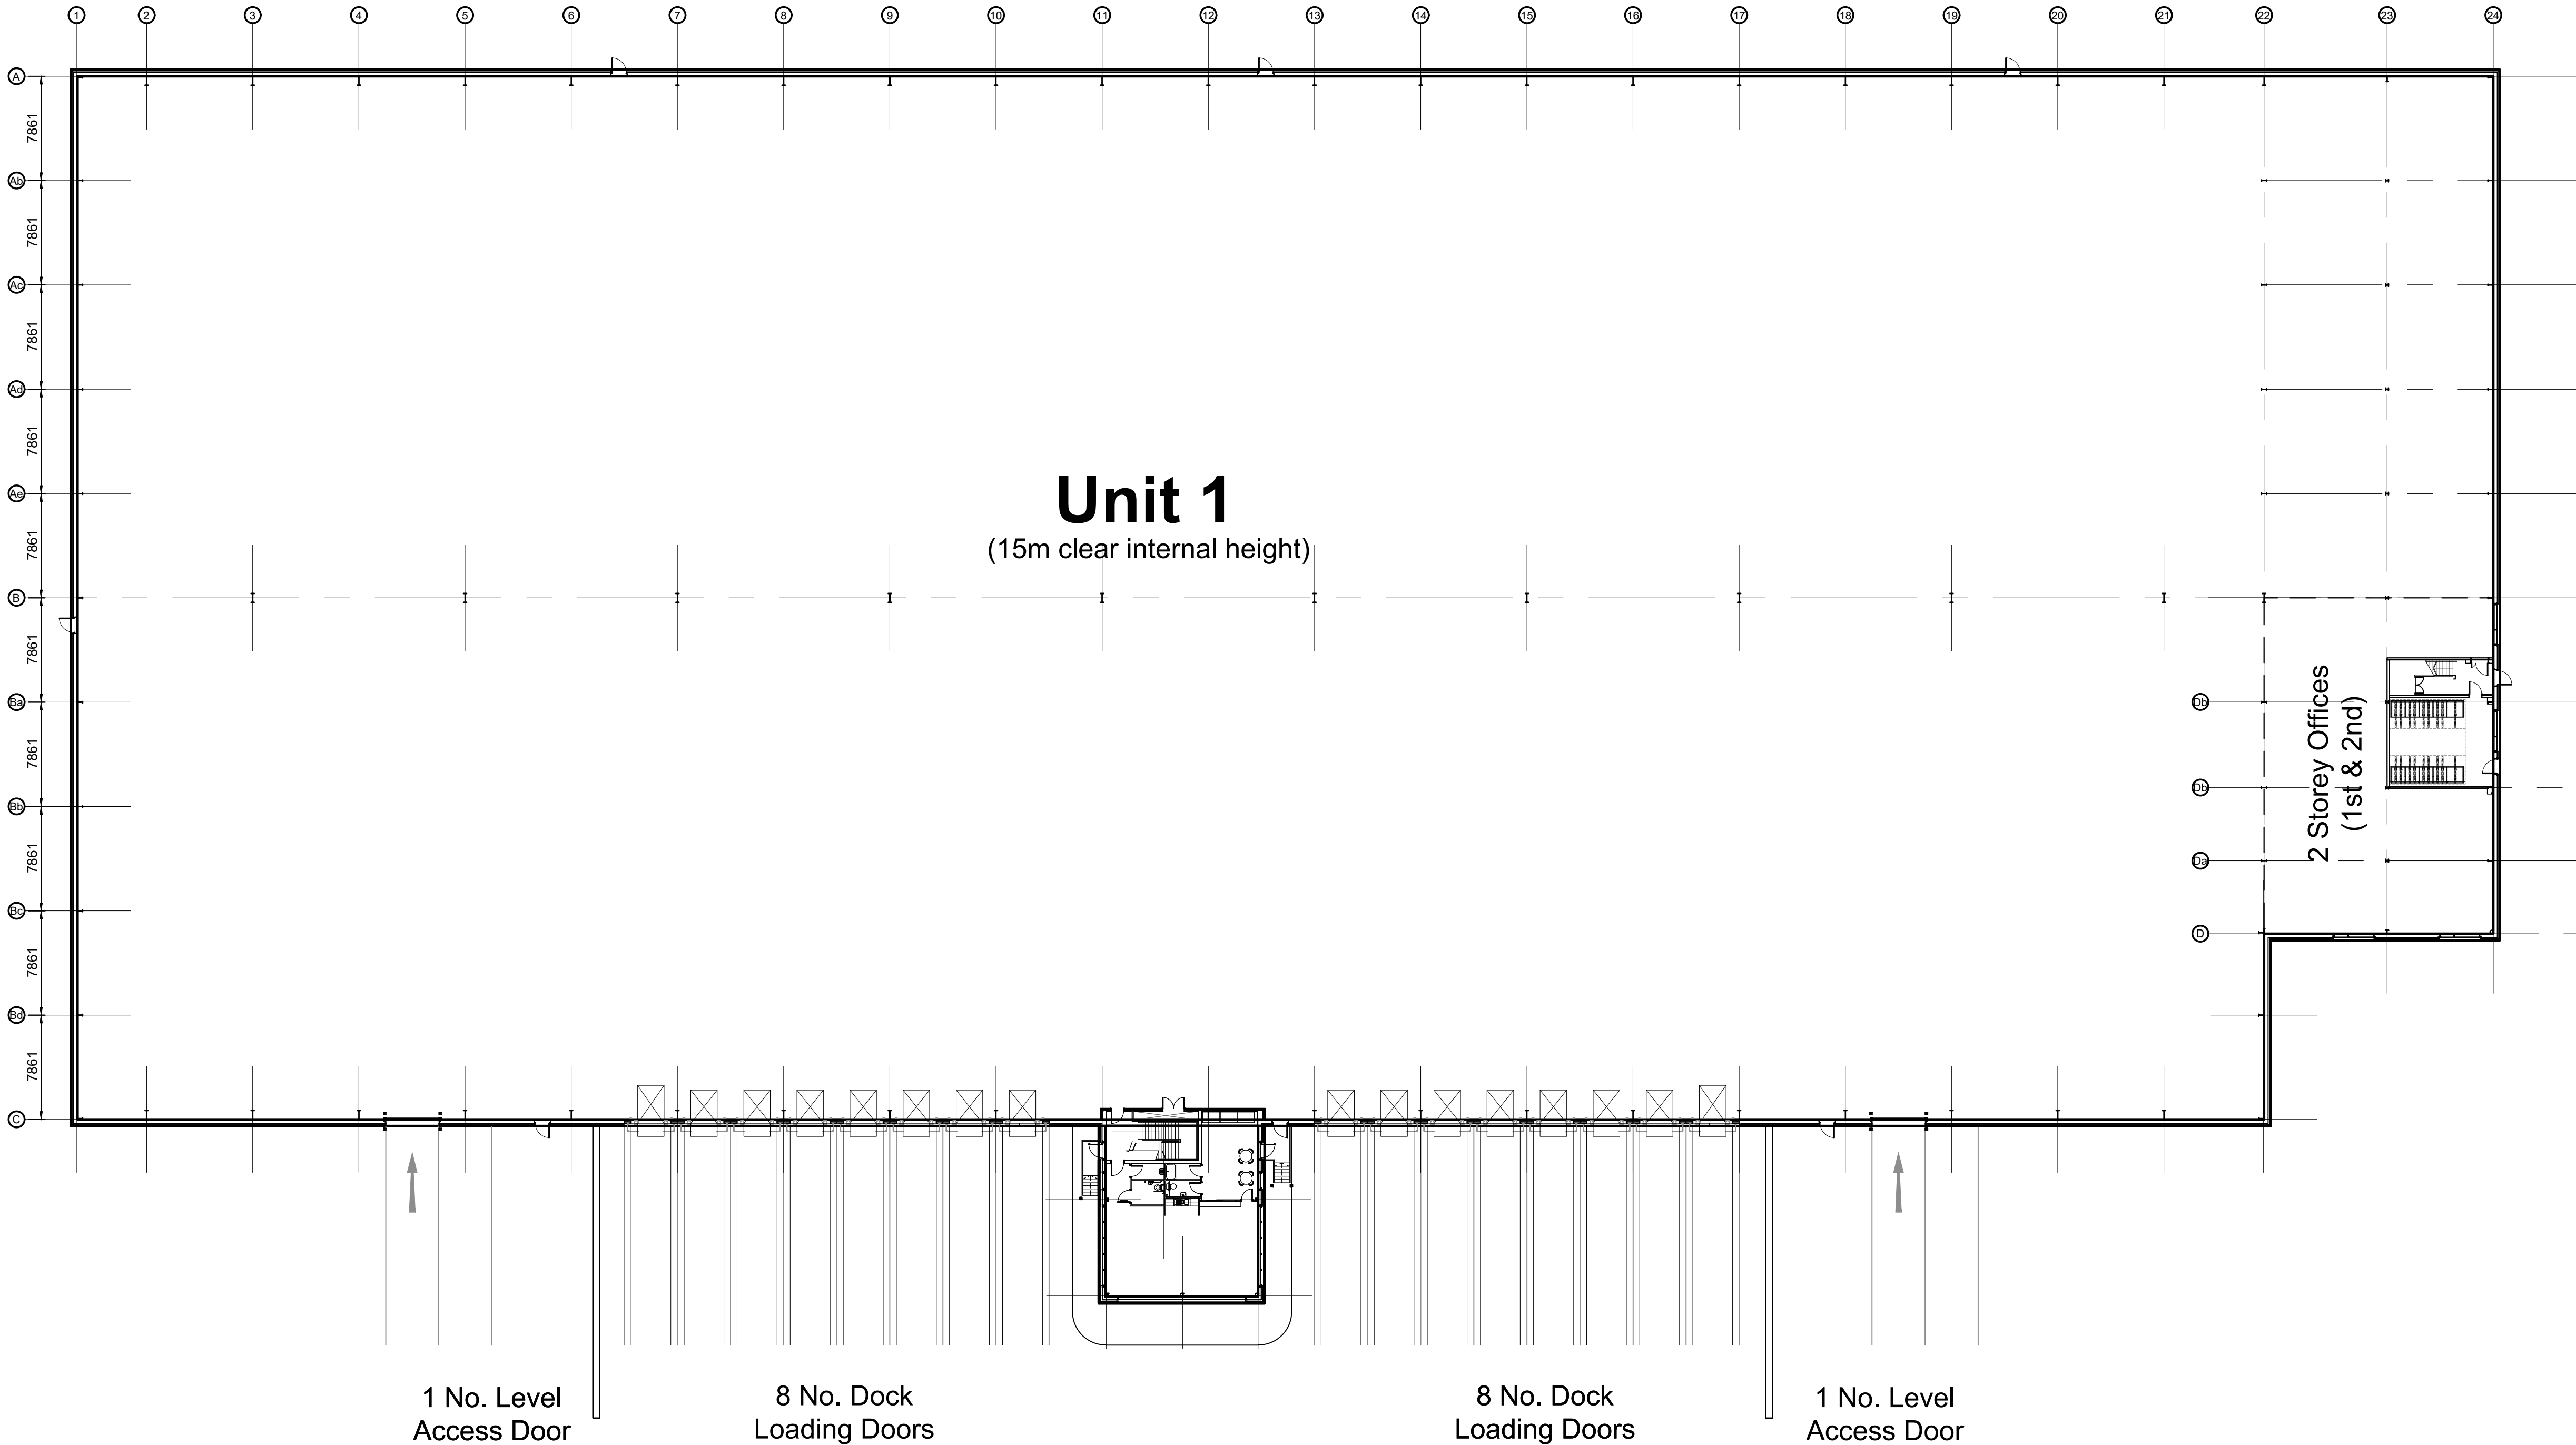 1 2 3 4 5 6 7 8 9 10 11 12 13 14 15 16 17 18 19 20 21 22 23 24
A
7861
Ab
7861
Ac
7861
Ad
7861
Ae
7861
B
7861
Ba
7861
Bb
7861
Bc
7861
Bd
7861
C
Unit 1
(15m clear internal height)
Db
Db
Da
D
2 Storey Offices
(1st & 2nd)
1 No. Level
Access Door
8 No. Dock
Loading Doors
8 No. Dock
Loading Doors
1 No. Level
Access Door